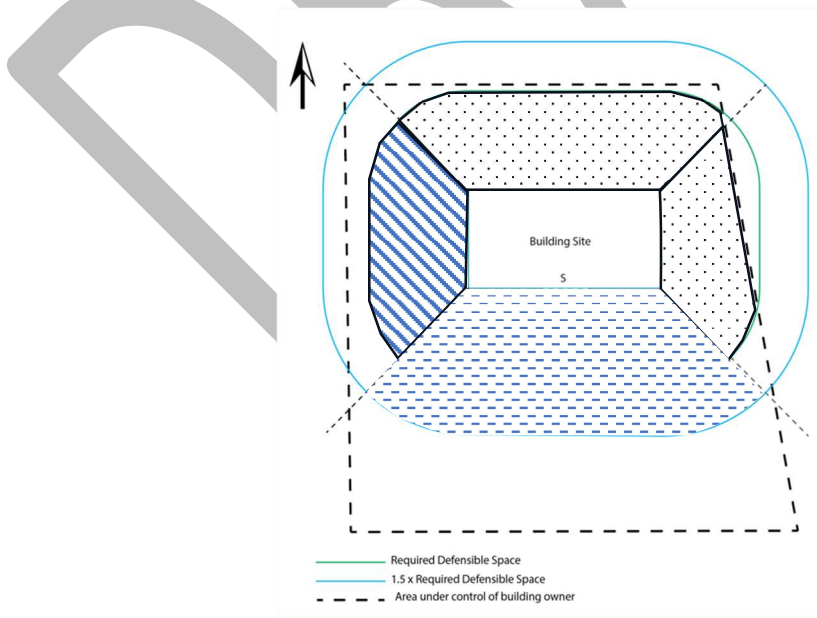 Building Site
S
Required Defensible Space
1.5 x Required Defensible Space
Area under control of building owner